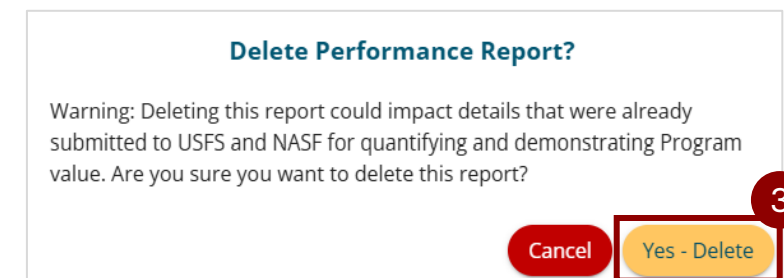 Delete Performance Report?
Warning: Deleting this report could impact details that were already
submitted to USFS and NASF for quantifying and demonstrating Program
value. Are you sure you want to delete this report?
3
Cancel Yes - Delete